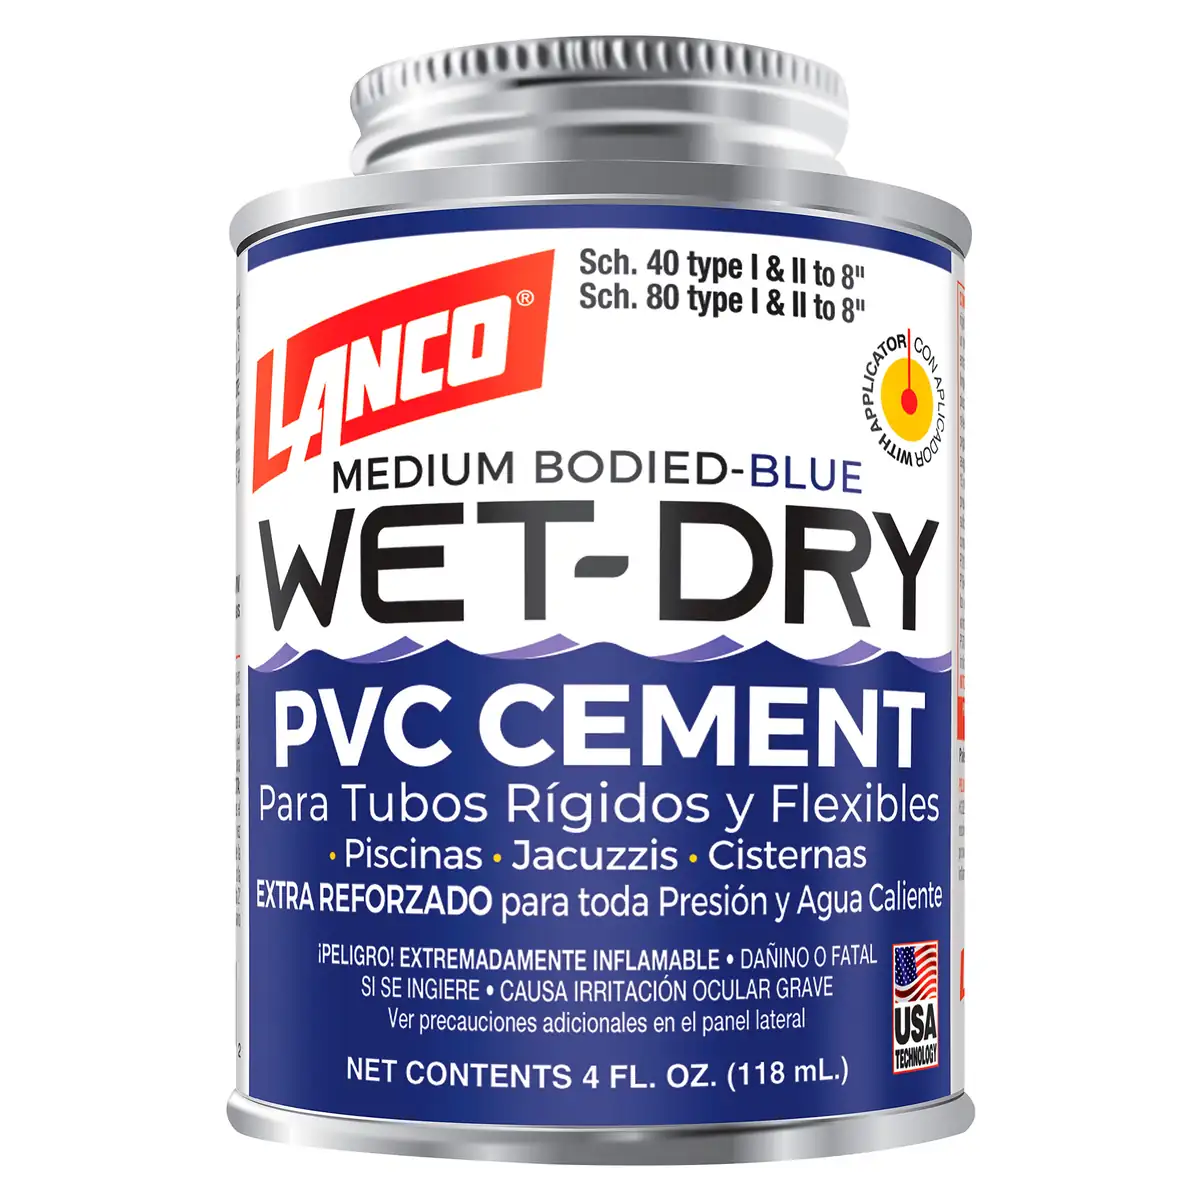 Sch. 40 type I & II to 8"
Sch. 80 type I & II to 8"
LANCO®
WITH APPLICATOR CON APLICADOR
MEDIUM BODIED-BLUE
WET-DRY
PVC CEMENT
Para Tubos Rígidos y Flexibles
• Piscinas • Jacuzzis • Cisternas
EXTRA REFORZADO para toda Presión y Agua Caliente
¡PELIGRO! EXTREMADAMENTE INFLAMABLE • DAÑINO O FATAL
SI SE INGIERE • CAUSA IRRITACIÓN OCULAR GRAVE
Ver precauciones adicionales en el panel lateral
USA
TECHNOLOGY
NET CONTENTS 4 FL. OZ. (118 mL.)